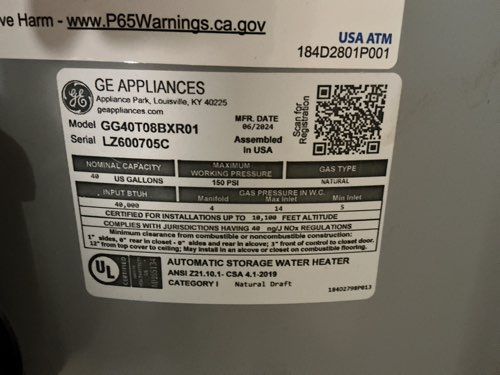 ve Harm - www.P65Warnings.ca.gov
USA ATM
184D2801P001
GE APPLIANCES
Appliance Park, Louisville, KY 40225
geappliances.com
Model GG40T08BXR01
Serial LZ600705C
MFR. DATE
06/2024
Assembled
in USA
Scan for
Registration
NOMINAL CAPACITY
MAXIMUM
WORKING PRESSURE
GAS TYPE
40 US GALLONS
150 PSI
NATURAL
INPUT BTUH
GAS PRESSURE IN W.C.
Manifold Max Inlet Min Inlet
40,000
4 14 5
CERTIFIED FOR INSTALLATIONS UP TO 10,100 FEET ALTITUDE
COMPLIES WITH JURISDICTIONS HAVING 40 ng/J NOx REGULATIONS
Minimum clearance from combustible or noncombustible construction:
1" sides, 0" rear in closet - 0" sides and rear in alcove; 3" front of control to closet door.
12" from top cover to ceiling; May install in an alcove or closet on combustible flooring.
UL
AUTOMATIC STORAGE WATER HEATER
ANSI Z21.10.1- CSA 4.1-2019
CATEGORY I Natural Draft
184D2798P013